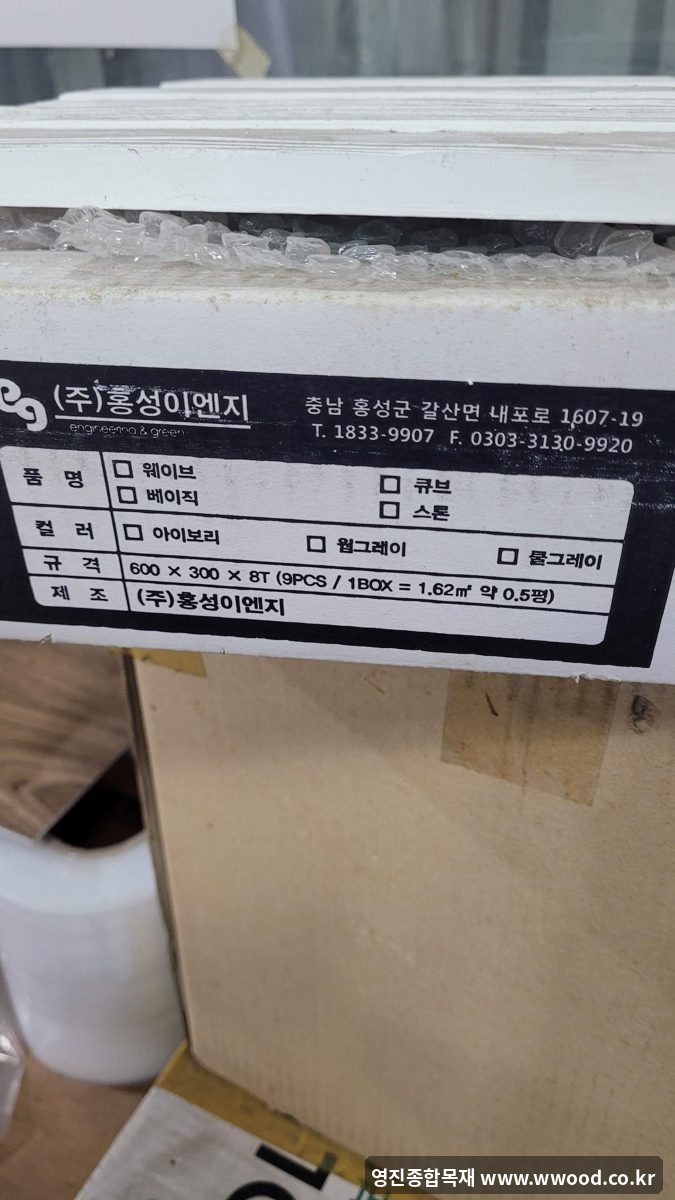 (주)홍성이엔지
engineering & green
충남 홍성군 갈산면 내포로 1607-19
T. 1833-9907 F. 0303-3130-9920
품 명
☐ 웨이브 ☐ 큐브
☐ 베이직 ☐ 스톤
컬 러 ☐ 아이보리 ☐ 웜그레이 ☐ 쿨그레이
규 격 600 × 300 × 8T (9PCS / 1BOX = 1.62㎡ 약 0.5평)
제 조 (주)홍성이엔지
OL
영진종합목재 www.wwood.co.kr